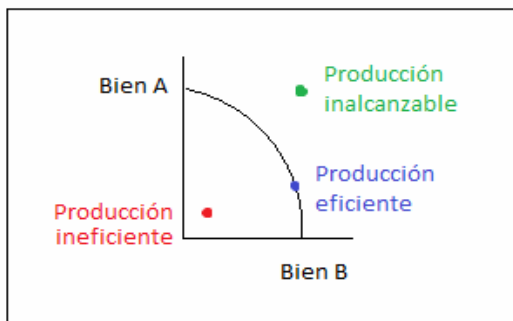 Bien A
Producción
inalcanzable
Producción
eficiente
Producción
ineficiente
Bien B